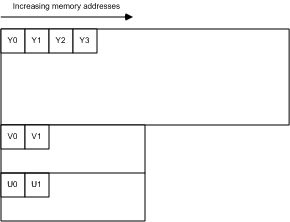 Increasing memory addresses
Y0 Y1 Y2 Y3
V0 V1
U0 U1